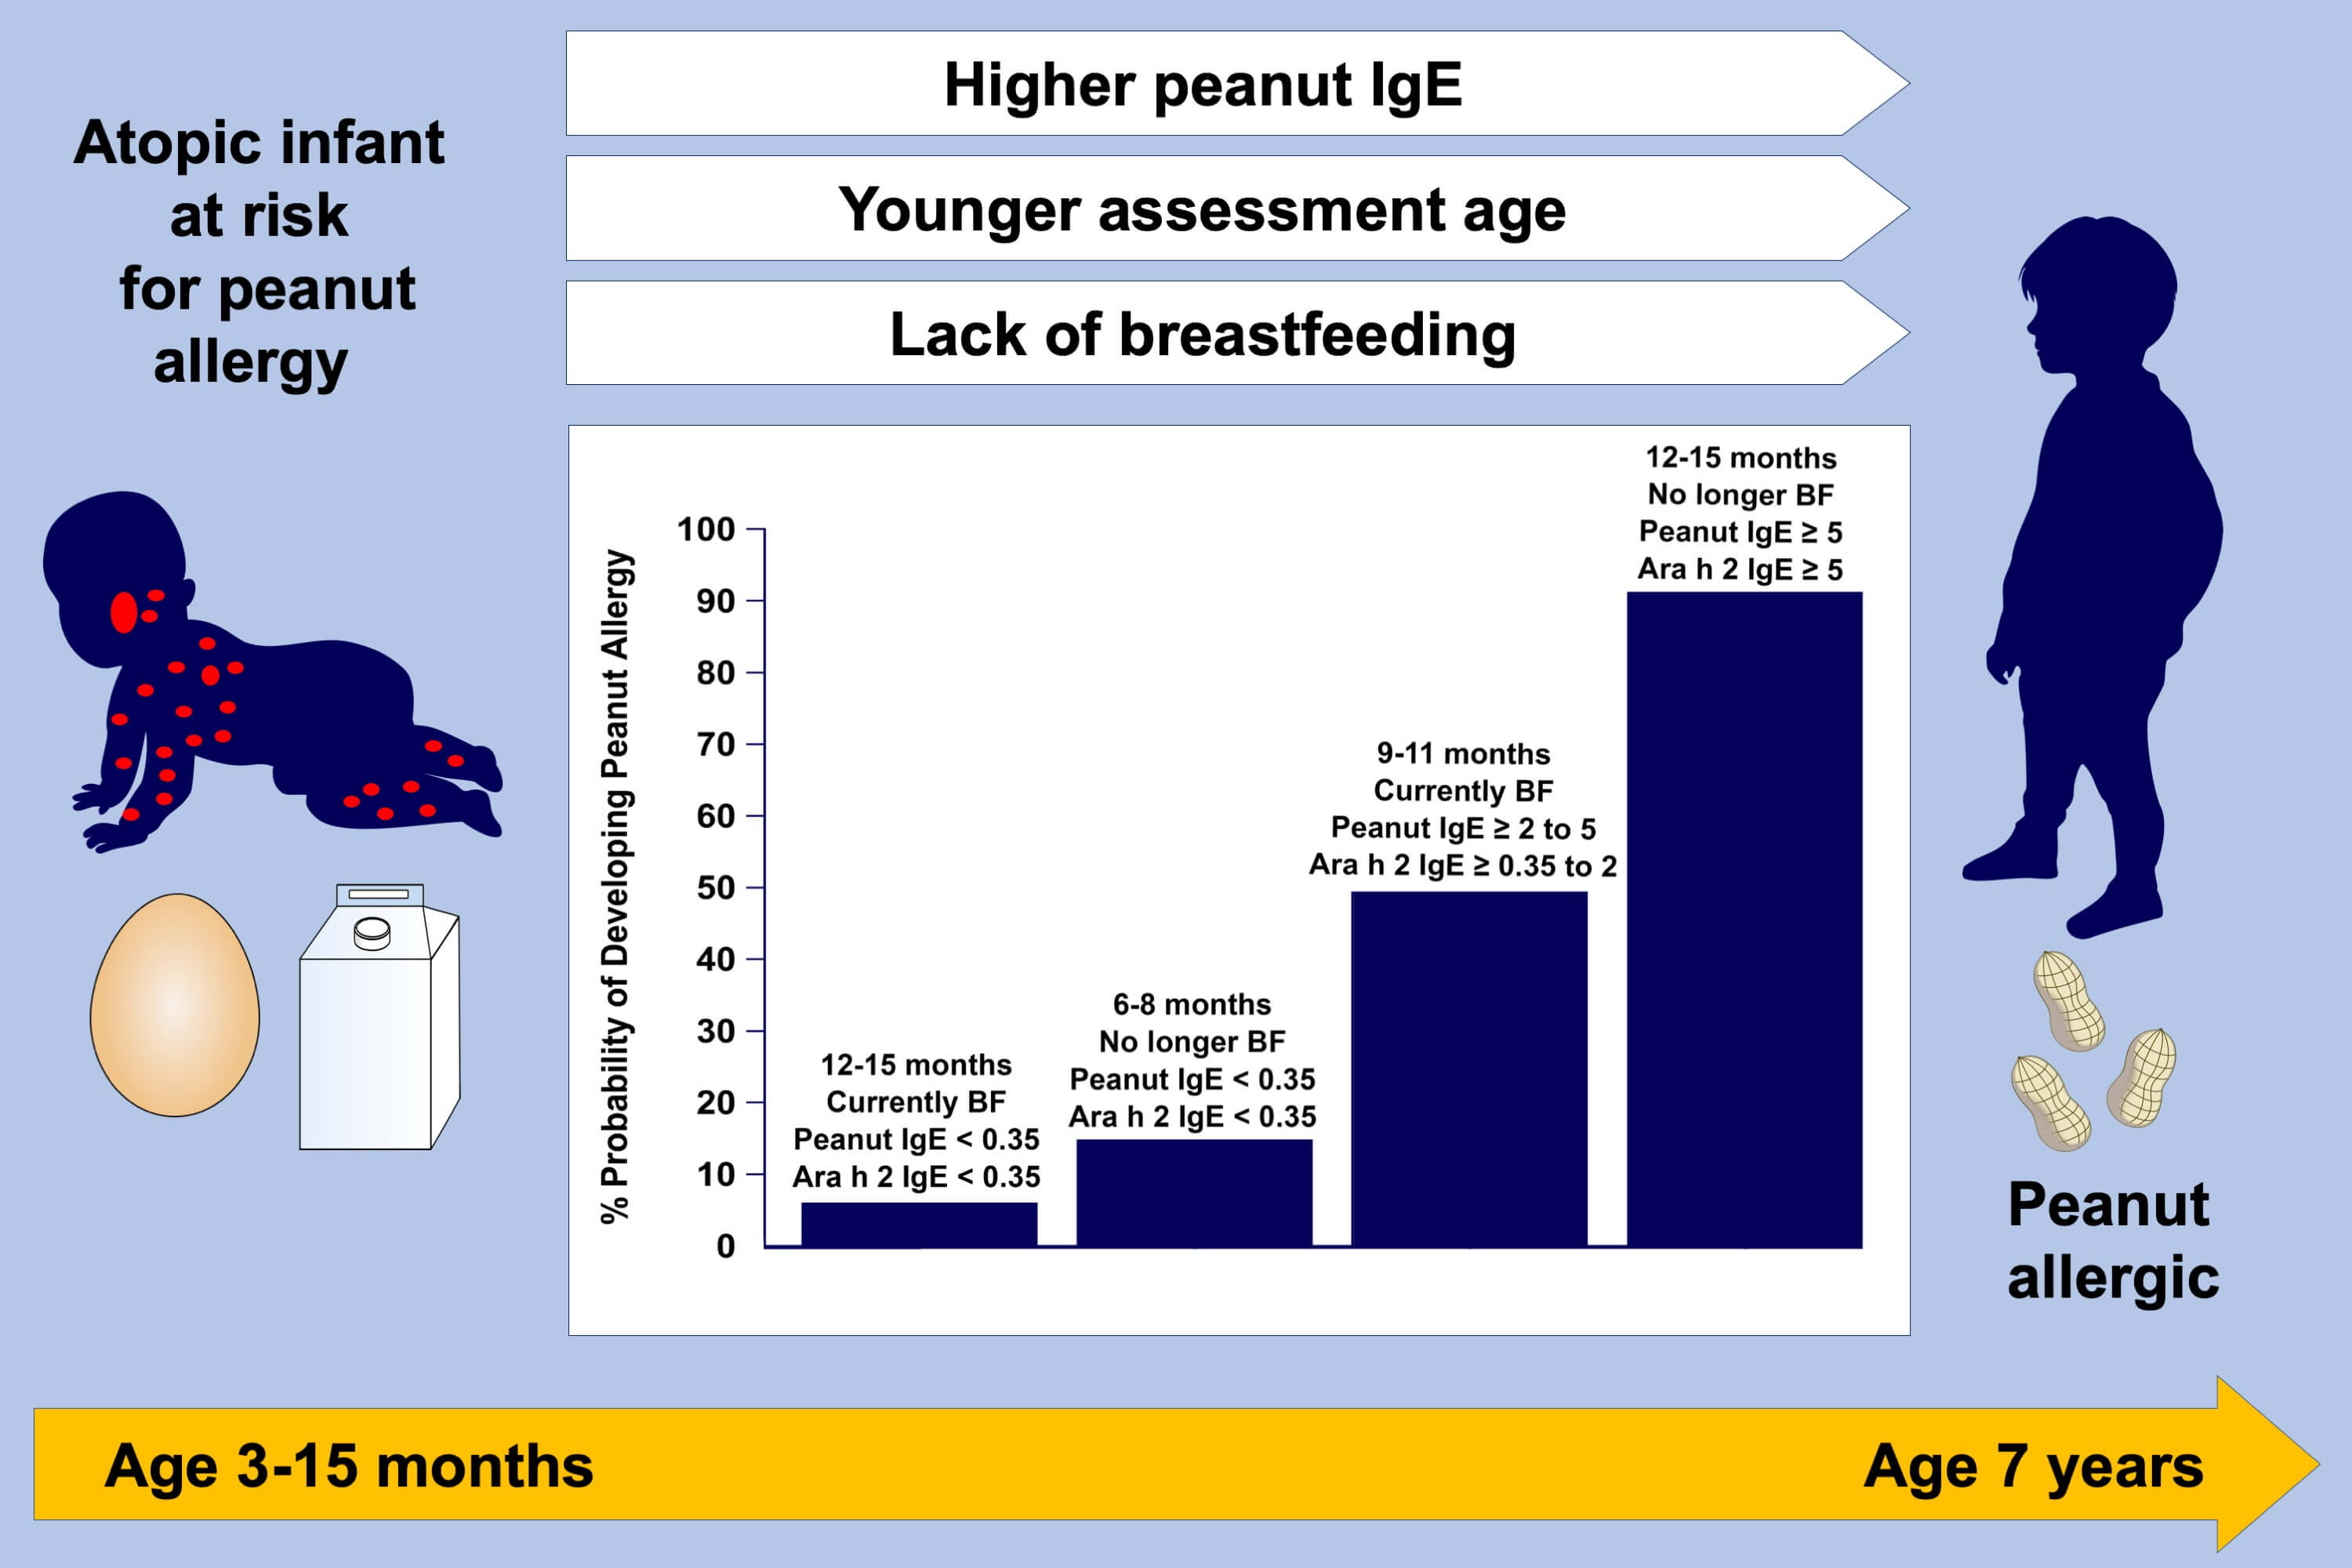 Atopic infant
at risk
for peanut
allergy
Higher peanut IgE
Younger assessment age
Lack of breastfeeding
% Probability of Developing Peanut Allergy
100
90
80
70
60
50
40
30
20
10
0
12-15 months
Currently BF
Peanut IgE < 0.35
Ara h 2 IgE < 0.35
6-8 months
No longer BF
Peanut IgE < 0.35
Ara h 2 IgE < 0.35
9-11 months
Currently BF
Peanut IgE ≥ 2 to 5
Ara h 2 IgE ≥ 0.35 to 2
12-15 months
No longer BF
Peanut IgE ≥ 5
Ara h 2 IgE ≥ 5
Peanut
allergic
Age 3-15 months
Age 7 years